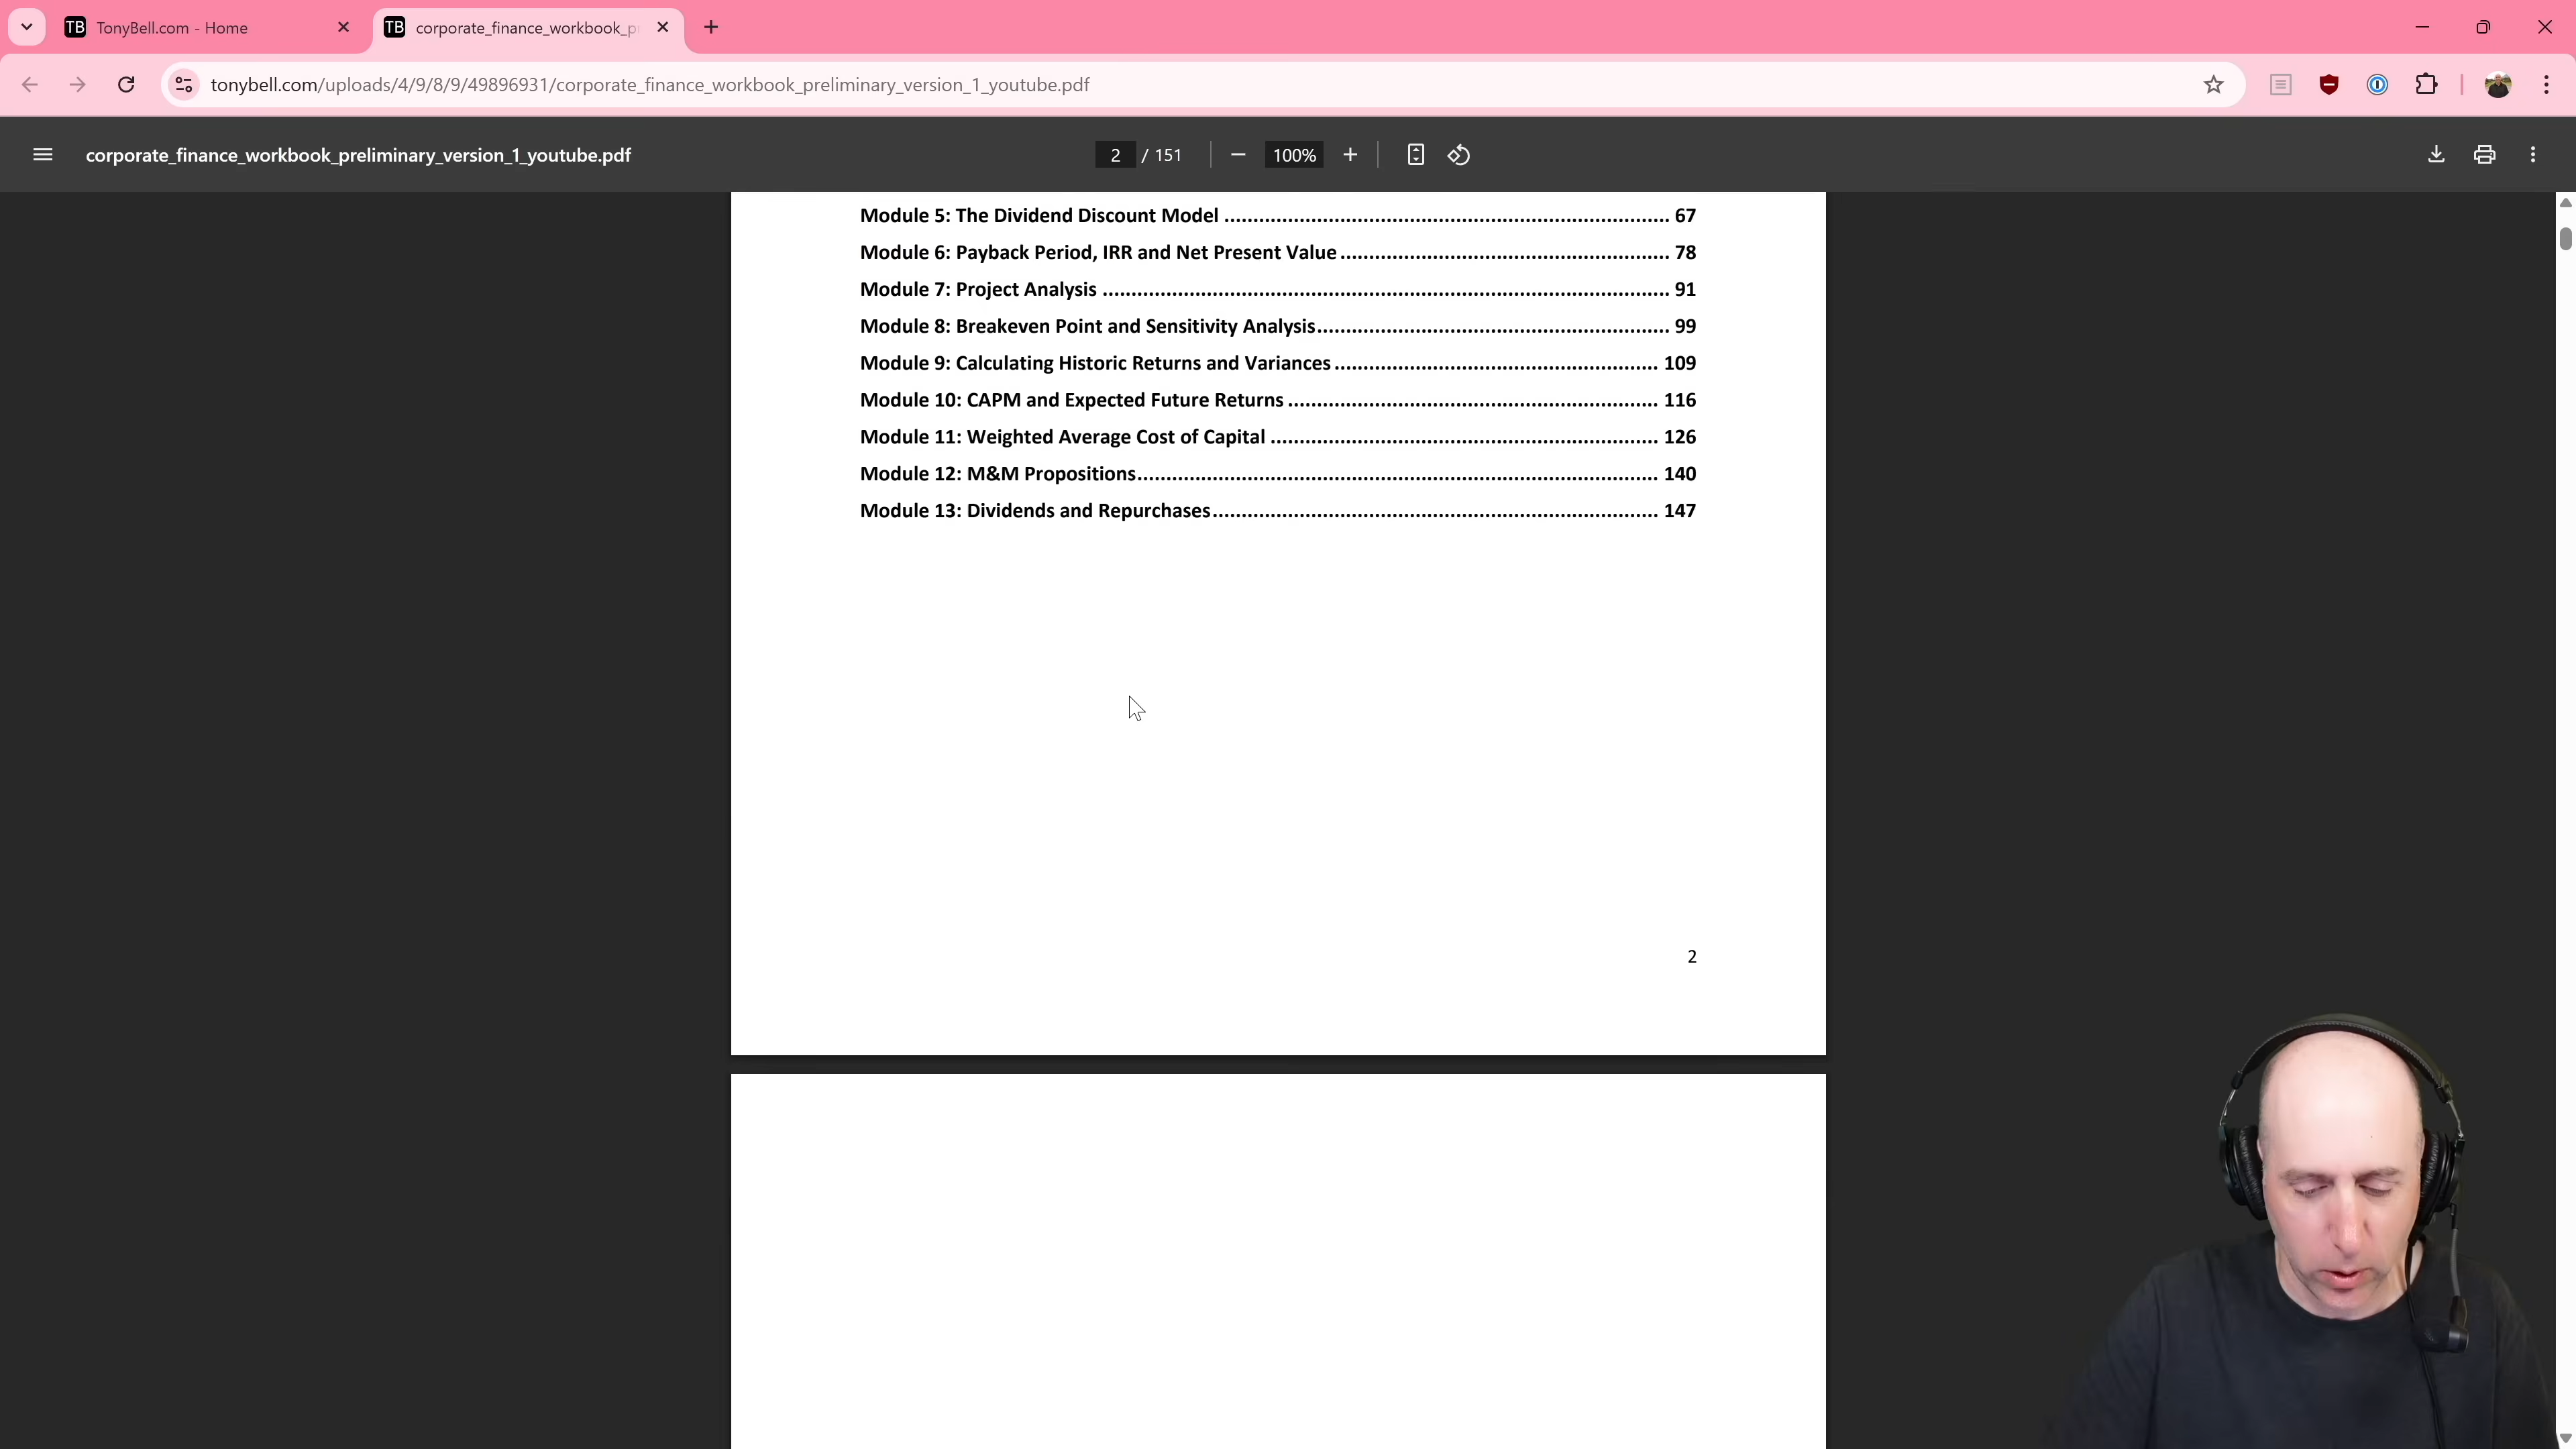 TB TonyBell.com - Home
TB corporate_finance_workbook_p
tonybell.com/uploads/4/9/8/9/49896931/corporate_finance_workbook_preliminary_version_1_youtube.pdf
corporate_finance_workbook_preliminary_version_1_youtube.pdf
2 / 151
100%
Module 5: The Dividend Discount Model ........ 67
Module 6: Payback Period, IRR and Net Present Value ........ 78
Module 7: Project Analysis ........ 91
Module 8: Breakeven Point and Sensitivity Analysis ........ 99
Module 9: Calculating Historic Returns and Variances ........ 109
Module 10: CAPM and Expected Future Returns ........ 116
Module 11: Weighted Average Cost of Capital ........ 126
Module 12: M&M Propositions ........ 140
Module 13: Dividends and Repurchases ........ 147
2